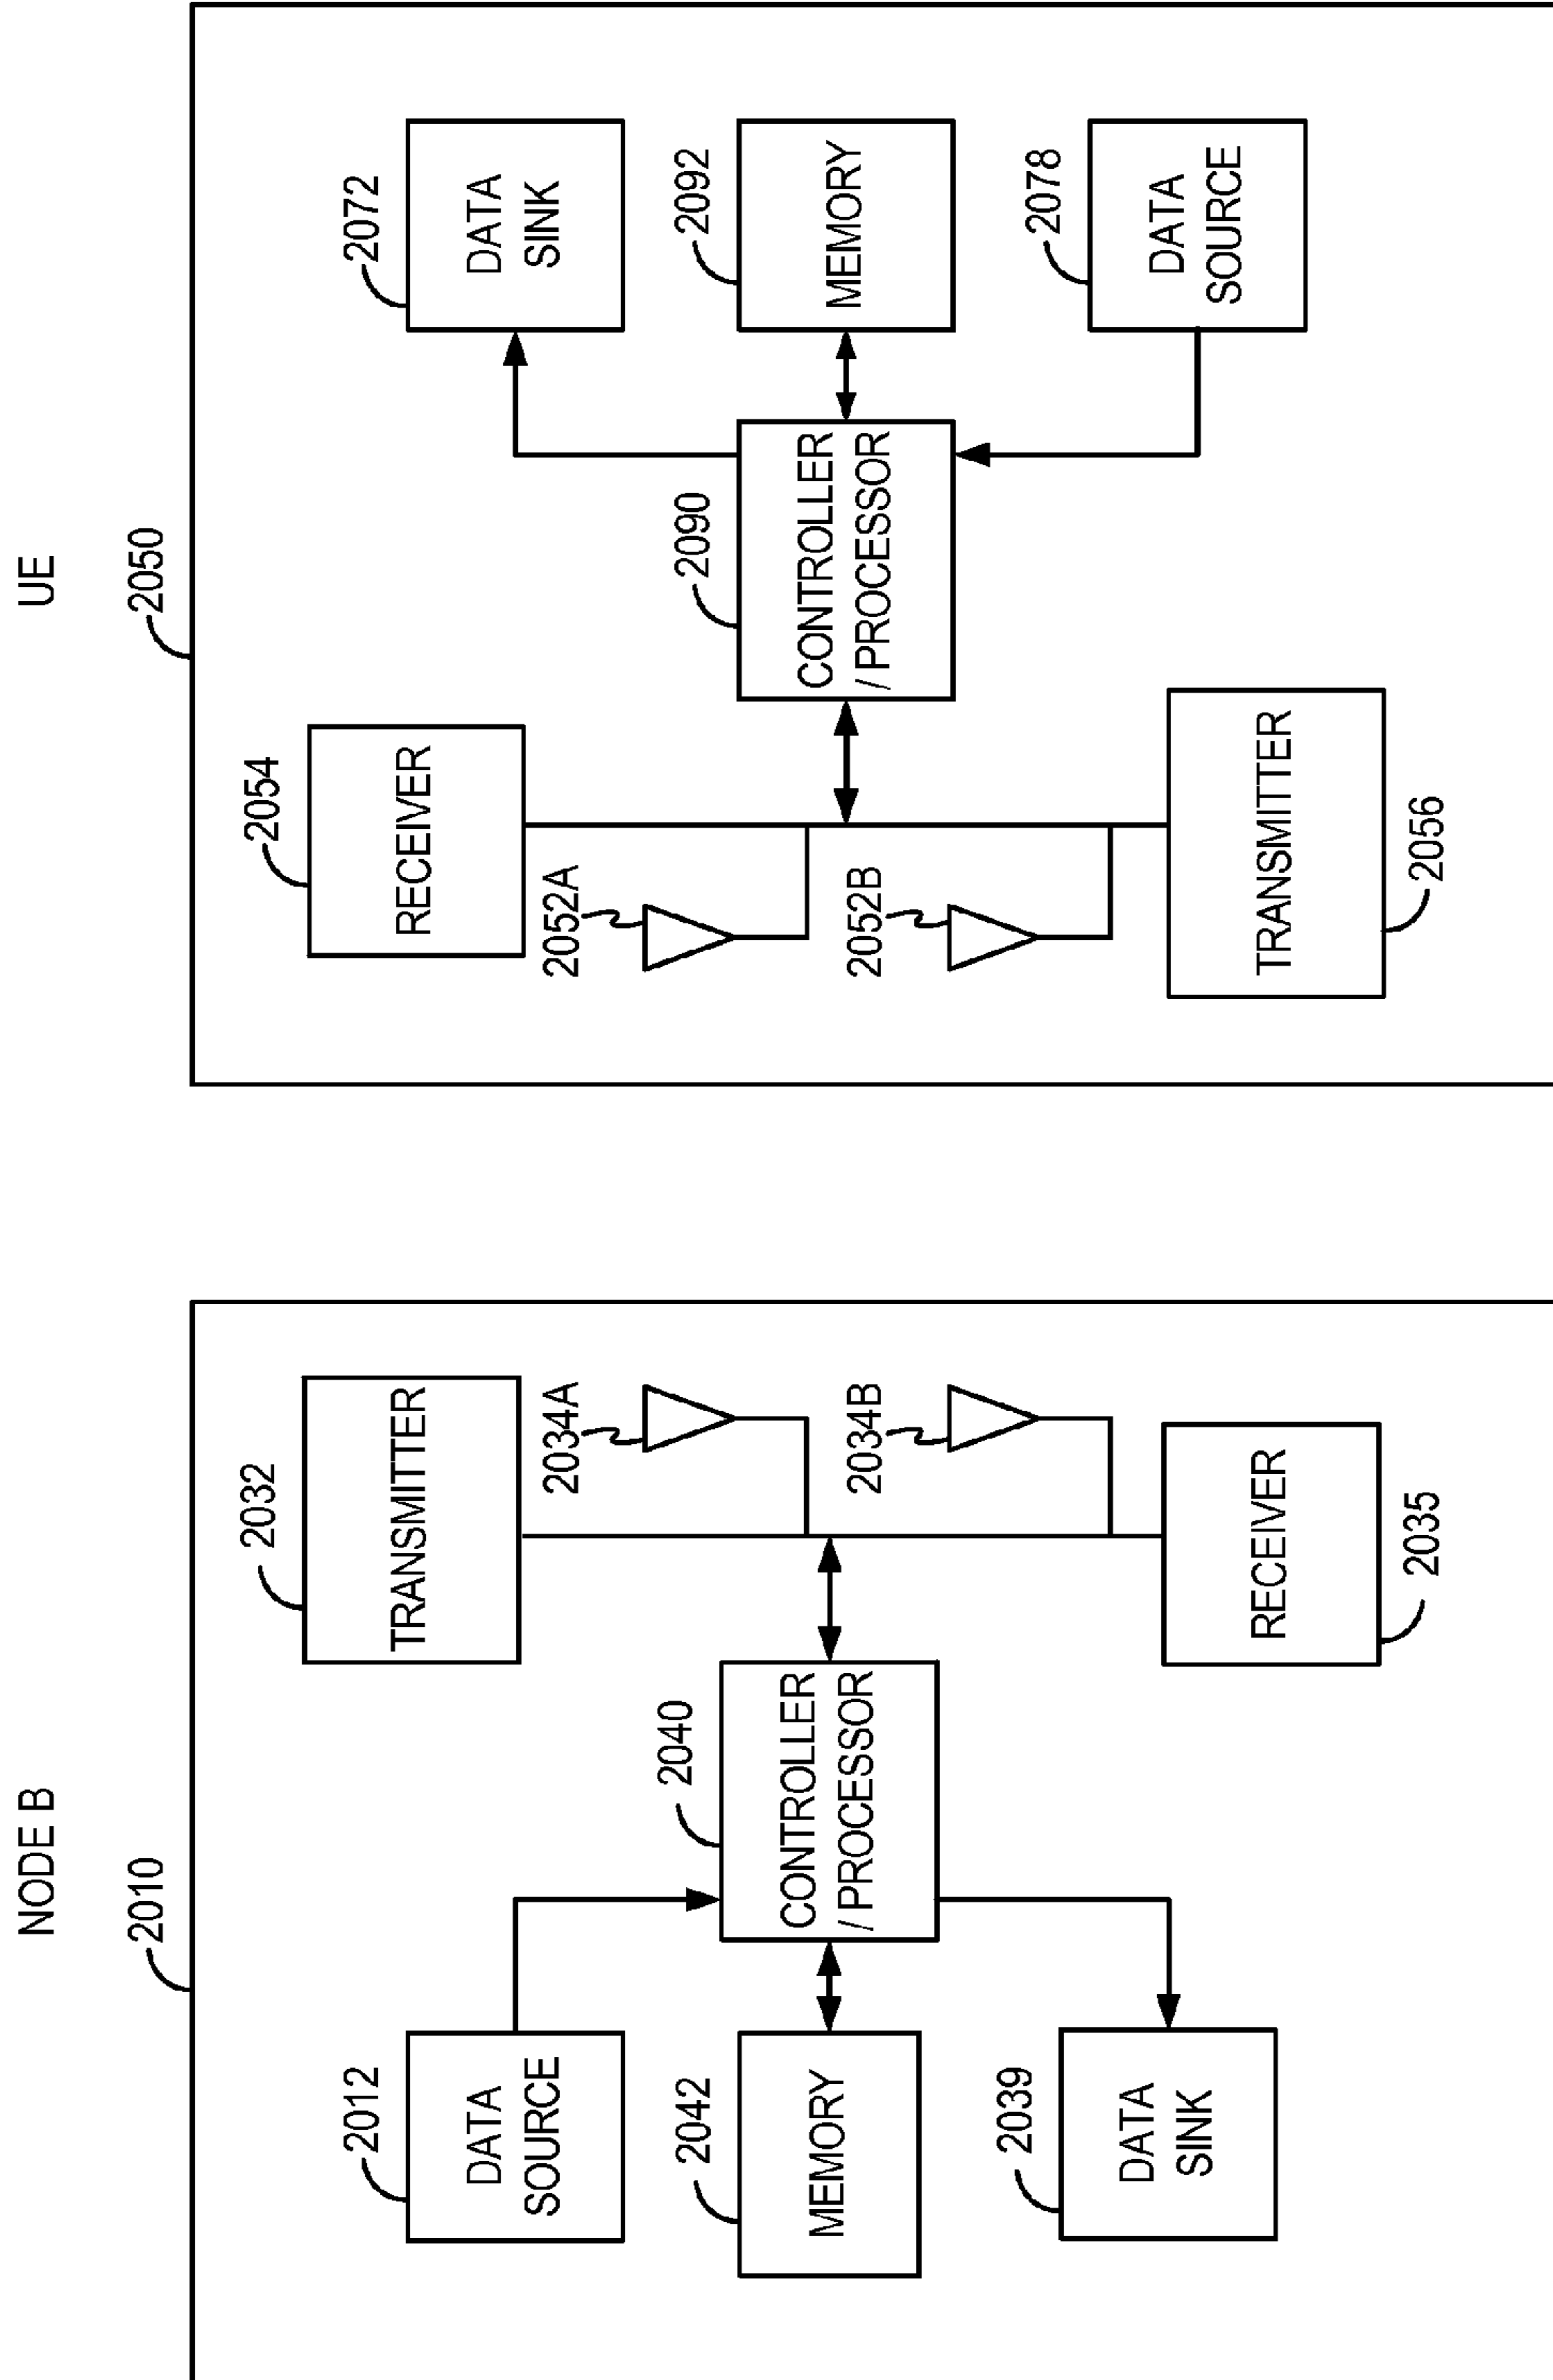 NODE B
2010
2012
DATA
SOURCE
2042
MEMORY
2039
DATA
SINK
2040
CONTROLLER
/ PROCESSOR
2032
TRANSMITTER
2034A
2034B
RECEIVER
2035
UE
2050
2054
RECEIVER
2052A
2052B
TRANSMITTER
2056
2090
CONTROLLER
/ PROCESSOR
2072
DATA
SINK
2092
MEMORY
2078
DATA
SOURCE